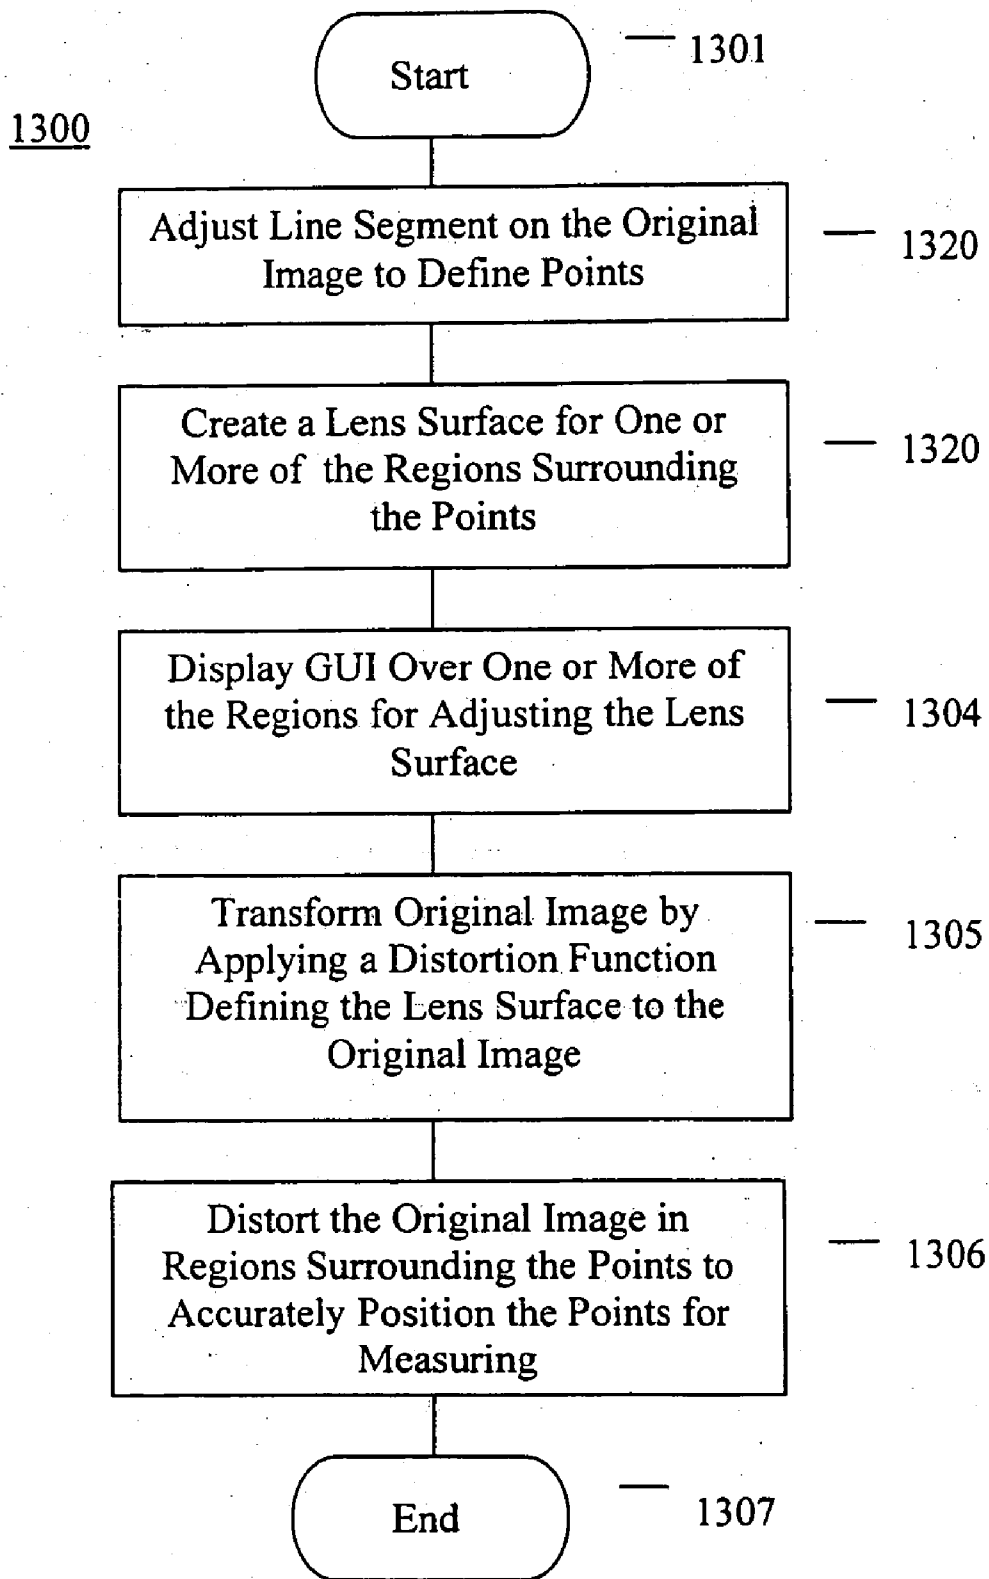 Start
1301
1300
Adjust Line Segment on the Original
Image to Define Points
1320
Create a Lens Surface for One or
More of the Regions Surrounding
the Points
1320
Display GUI Over One or More of
the Regions for Adjusting the Lens
Surface
1304
Transform Original Image by
Applying a Distortion Function
Defining the Lens Surface to the
Original Image
1305
Distort the Original Image in
Regions Surrounding the Points to
Accurately Position the Points for
Measuring
1306
End
1307